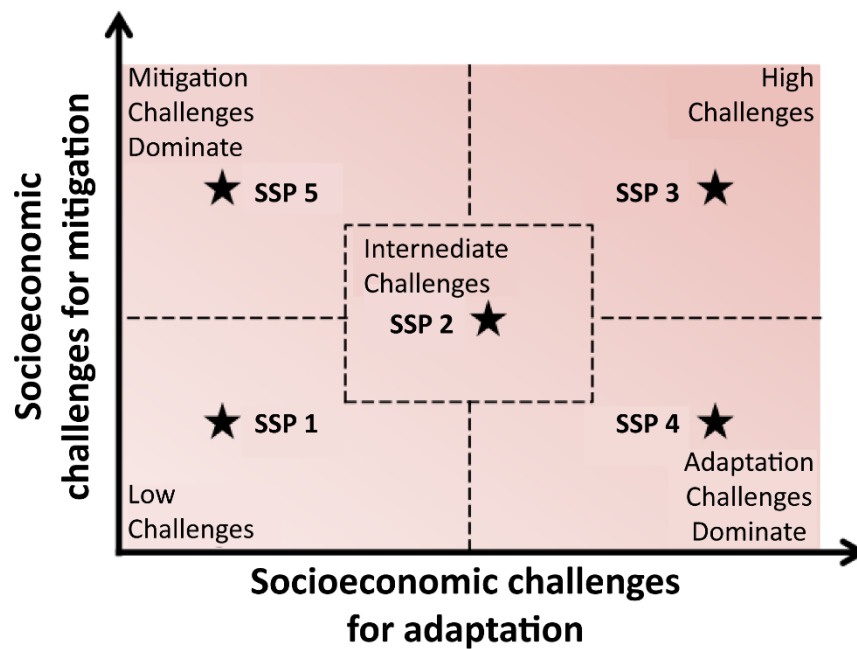 Socioeconomic
challenges for mitigation
Mitigation
Challenges
Dominate
SSP 5
High
Challenges
SSP 3
Internediate
Challenges
SSP 2
SSP 1
Low
Challenges
SSP 4
Adaptation
Challenges
Dominate
Socioeconomic challenges
for adaptation